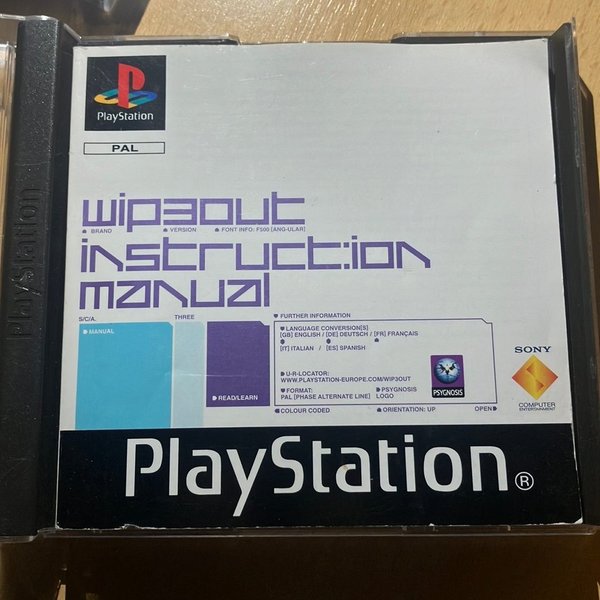 PlayStation
PAL
wip3out
BRAND VERSION FONT INFO: F500 [ANG-ULAR]
instruct:ion
manual
S/C/A. THREE
MANUAL
READ/LEARN
FURTHER INFORMATION
LANGUAGE CONVERSION[S]
[GB] ENGLISH / [DE] DEUTSCH / [FR] FRANÇAIS
[IT] ITALIAN / [ES] SPANISH
U-R-LOCATOR:
WWW.PLAYSTATION-EUROPE.COM/WIP3OUT
FORMAT:
PAL [PHASE ALTERNATE LINE]
PSYGNOSIS
LOGO
PSYGNOSIS
COLOUR CODED ORIENTATION: UP OPEN
SONY
COMPUTER
ENTERTAINMENT
PlayStation®
PlayStation